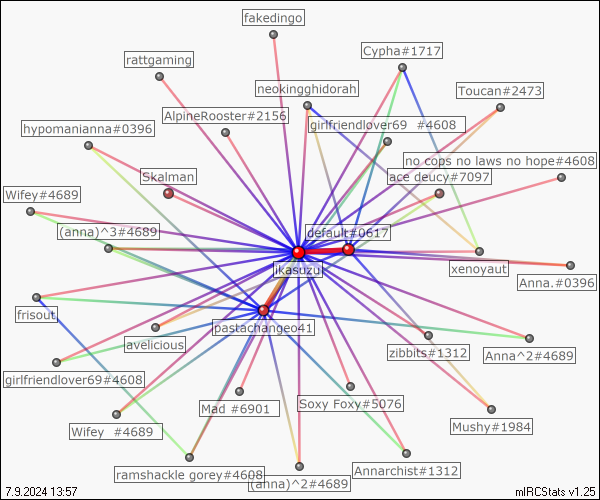 fakedingo
Cypha#1717
rattgaming
neokingghidorah
Toucan#2473
AlpineRooster#2156
girlfriendlover69 #4608
hypomanianna#0396
no cops no laws no hope#4608
Skalman
ace deucy#7097
Wifey#4689
(anna)^3#4689
default#0617
ikasuzu
xenoyaut
Anna.#0396
frisout
pastachangeo41
avelicious
zibbits#1312
Anna^2#4689
girlfriendlover69#4608
Mad #6901
Soxy Foxy#5076
Mushy#1984
Wifey #4689
ramshackle gorey#4608
(anna)^2#4689
Annarchist#1312
7.9.2024 13:57
mIRCStats v1.25